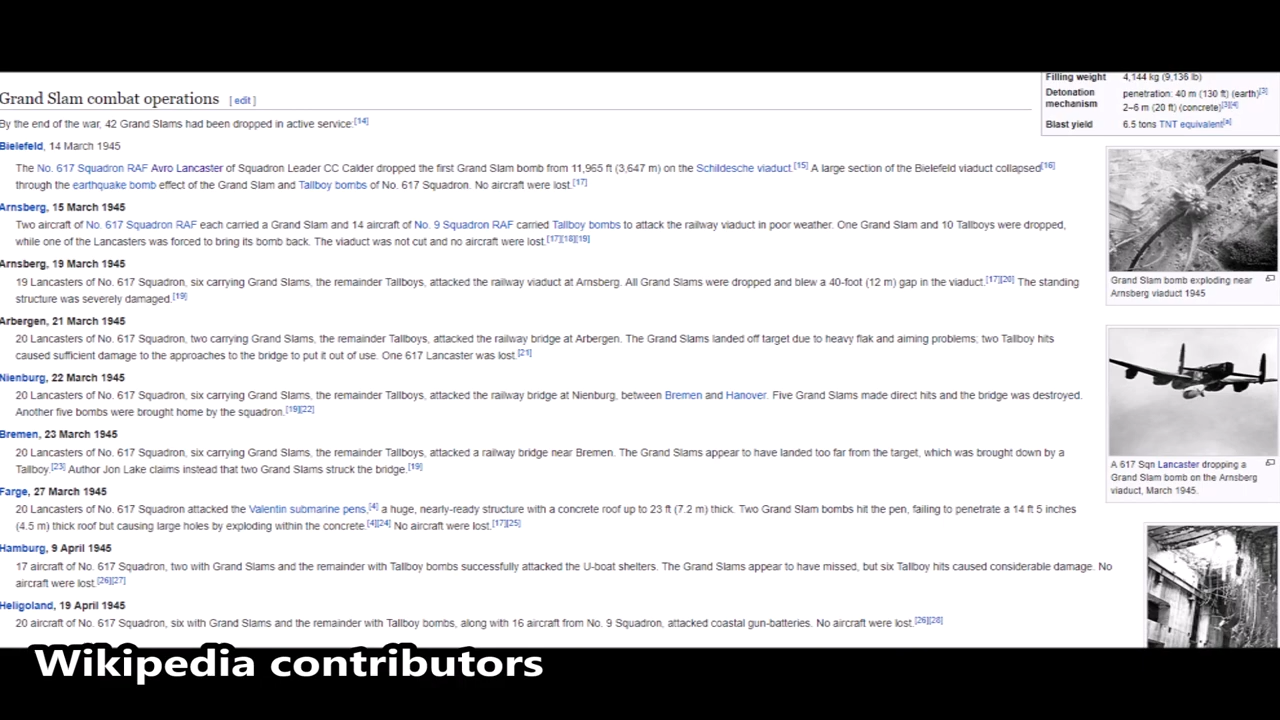 Grand Slam combat operations [ edit ]
By the end of the war, 42 Grand Slams had been dropped in active service.[14]
Bielefeld, 14 March 1945
The No. 617 Squadron RAF Avro Lancaster of Squadron Leader CC Calder dropped the first Grand Slam bomb from 11,965 ft (3,647 m) on the Schildesche viaduct.[15] A large section of the Bielefeld viaduct collapsed[16]
through the earthquake bomb effect of the Grand Slam and Tallboy bombs of No. 617 Squadron. No aircraft were lost.[17]
Arnsberg, 15 March 1945
Two aircraft of No. 617 Squadron RAF each carried a Grand Slam and 14 aircraft of No. 9 Squadron RAF carried Tallboy bombs to attack the railway viaduct in poor weather. One Grand Slam and 10 Tallboys were dropped,
while one of the Lancasters was forced to bring its bomb back. The viaduct was not cut and no aircraft were lost.[17][18][19]
Arnsberg, 19 March 1945
19 Lancasters of No. 617 Squadron, six carrying Grand Slams, the remainder Tallboys, attacked the railway viaduct at Arnsberg. All Grand Slams were dropped and blew a 40-foot (12 m) gap in the viaduct.[17][20] The standing
structure was severely damaged.[19]
Arbergen, 21 March 1945
20 Lancasters of No. 617 Squadron, two carrying Grand Slams, the remainder Tallboys, attacked the railway bridge at Arbergen. The Grand Slams landed off target due to heavy flak and aiming problems; two Tallboy hits
caused sufficient damage to the approaches to the bridge to put it out of use. One 617 Lancaster was lost.[21]
Nienburg, 22 March 1945
20 Lancasters of No. 617 Squadron, six carrying Grand Slams, the remainder Tallboys, attacked the railway bridge at Nienburg, between Bremen and Hanover. Five Grand Slams made direct hits and the bridge was destroyed.
Another five bombs were brought home by the squadron.[19][22]
Bremen, 23 March 1945
20 Lancasters of No. 617 Squadron, six carrying Grand Slams, the remainder Tallboys, attacked a railway bridge near Bremen. The Grand Slams appear to have landed too far from the target, which was brought down by a
Tallboy.[23] Author Jon Lake claims instead that two Grand Slams struck the bridge.[19]
Farge, 27 March 1945
20 Lancasters of No. 617 Squadron attacked the Valentin submarine pens,[4] a huge, nearly-ready structure with a concrete roof up to 23 ft (7.2 m) thick. Two Grand Slam bombs hit the pen, failing to penetrate a 14 ft 5 inches
(4.5 m) thick roof but causing large holes by exploding within the concrete.[4][24] No aircraft were lost.[17][25]
Hamburg, 9 April 1945
17 aircraft of No. 617 Squadron, two with Grand Slams and the remainder with Tallboy bombs successfully attacked the U-boat shelters. The Grand Slams appear to have missed, but six Tallboy hits caused considerable damage. No
aircraft were lost.[26][27]
Heligoland, 19 April 1945
20 aircraft of No. 617 Squadron, six with Grand Slams and the remainder with Tallboy bombs, along with 16 aircraft from No. 9 Squadron, attacked coastal gun-batteries. No aircraft were lost.[26][28]
Filling weight 4,144 kg (9,136 lb)
Detonation penetration: 40 m (130 ft) (earth)[3]
mechanism 2–6 m (20 ft) (concrete)[3][4]
Blast yield 6.5 tons TNT equivalent[a]
Grand Slam bomb exploding near
Arnsberg viaduct 1945
A 617 Sqn Lancaster dropping a
Grand Slam bomb on the Arnsberg
viaduct, March 1945.
Wikipedia contributors